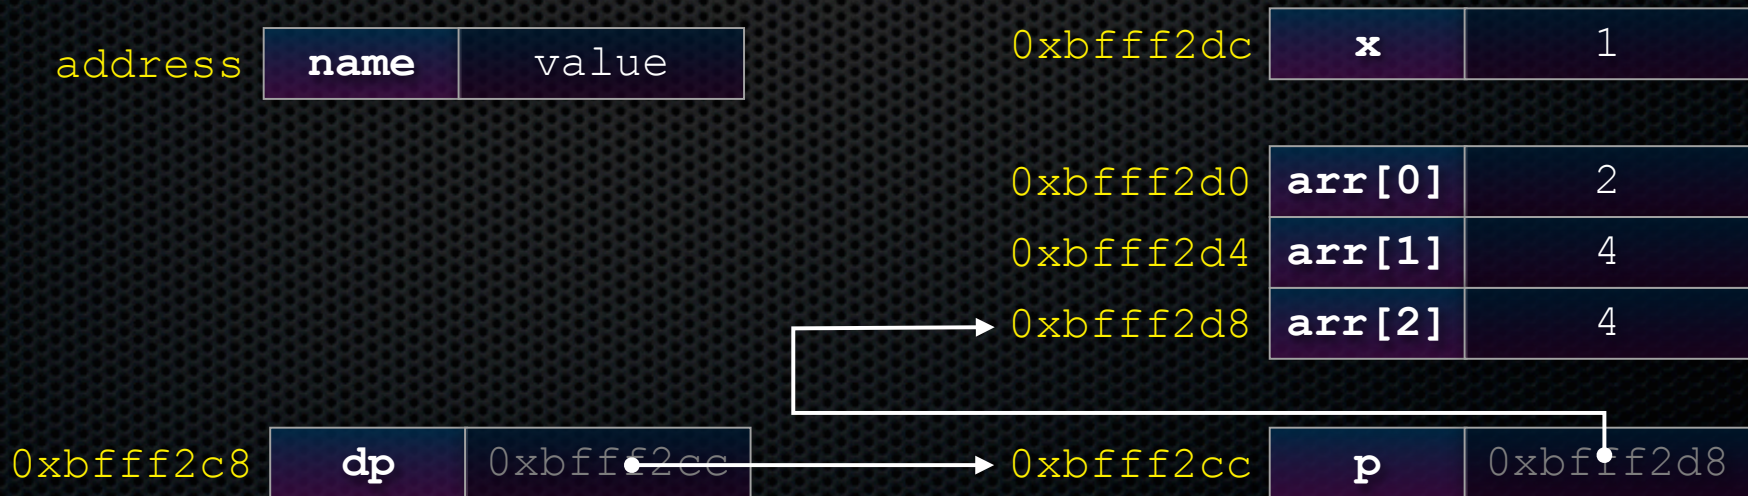 address name value
0xbfff2dc x 1
0xbfff2d0 arr[0] 2
0xbfff2d4 arr[1] 4
0xbfff2d8 arr[2] 4
0xbfff2c8 dp 0xbfff2cc
0xbfff2cc p 0xbfff2d8